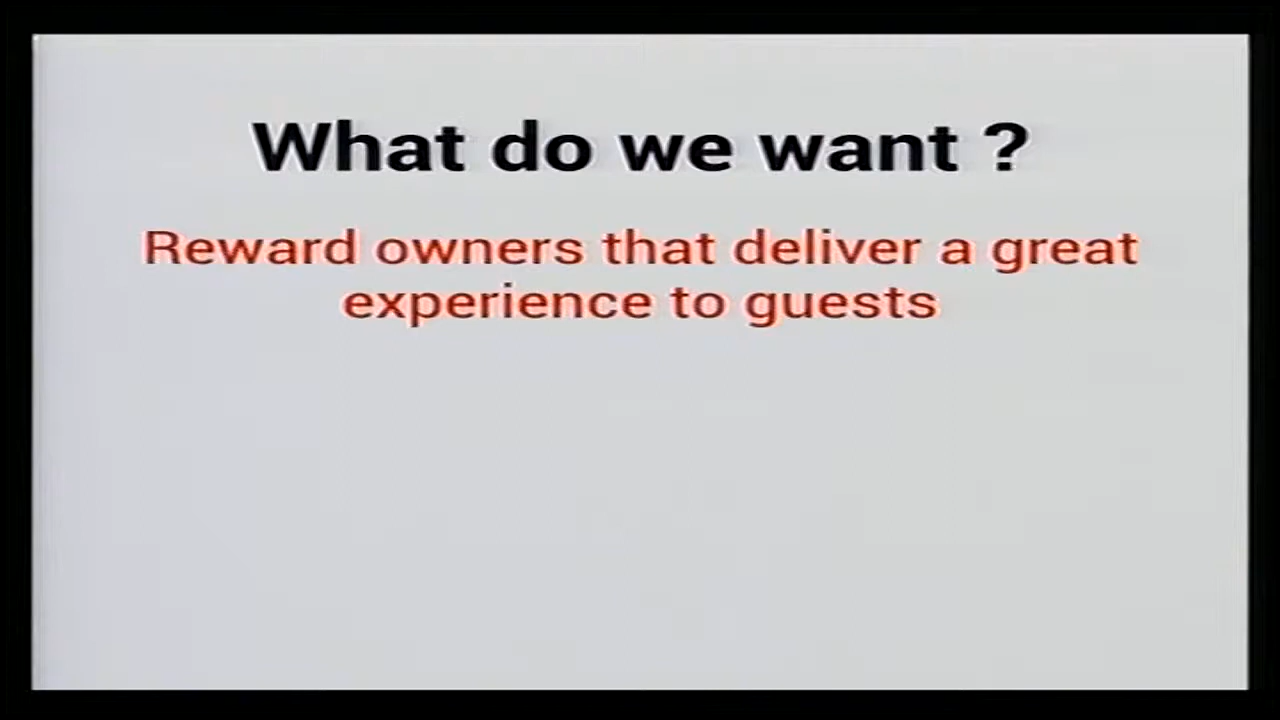 What do we want ?
Reward owners that deliver a great
experience to guests